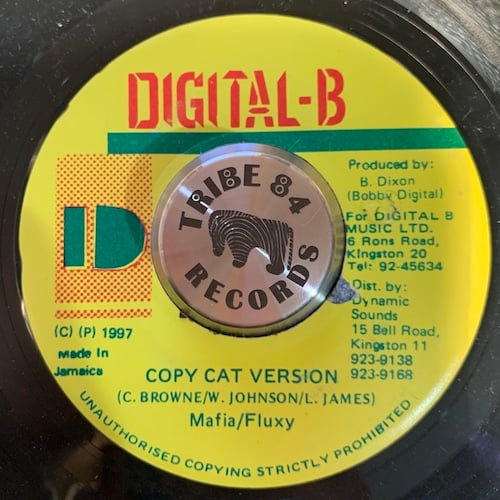 DIGITAL-B
TRIBE 84
RECORDS
D
Produced by:
B. Dixon
(Bobby Digital)
For DIGITAL B
MUSIC LTD.
6 Rons Road,
Kingston 20
Tel: 92-45634
Dist. by:
Dynamic
Sounds
15 Bell Road,
Kingston 11
923-9138
923-9168
(C) (P) 1997
Made In
Jamaica
COPY CAT VERSION
(C. BROWNE/W. JOHNSON/L. JAMES)
Mafia/Fluxy
UNAUTHORISED COPYING STRICTLY PROHIBITED